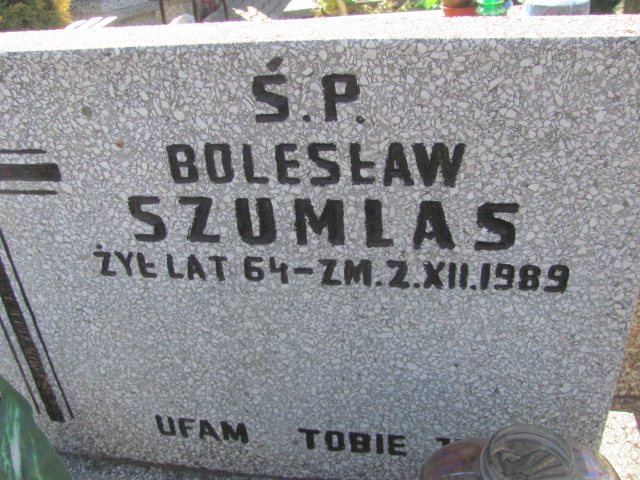 Ś.P.
BOLESŁAW
SZUMLAS
ŻYŁ LAT 64-ZM.2.XII.1989
UFAM TOBIE